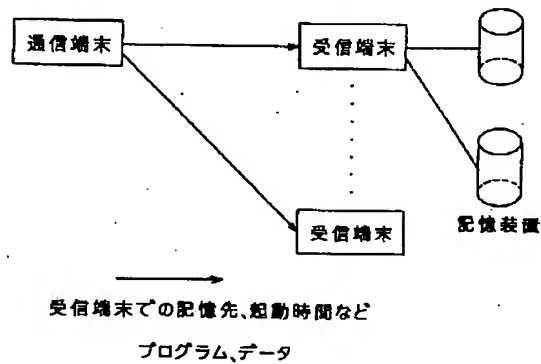 通信端末
受信端末
受信端末
記憶装置
受信端末での記憶先、起動時間など
プログラム、データ